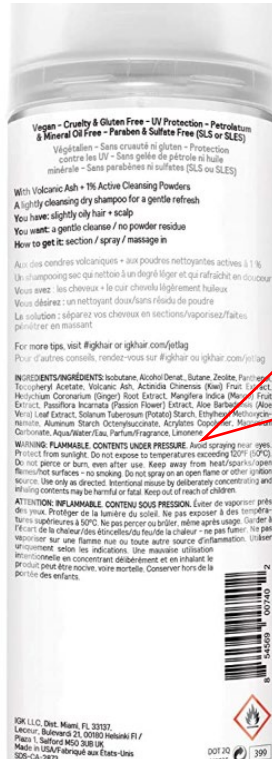 Vegan – Cruelty & Gluten Free – UV Protection – Petrolatum
& Mineral Oil Free – Paraben & Sulfate Free (SLS or SLES)
Végétalien – Sans cruauté ni gluten – Protection
contre les UV – Sans gelée de pétrole ni huile
minérale – Sans parabènes ni sulfates (SLS ou SLES)
With Volcanic Ash + 1% Active Cleansing Powders
A lightly cleansing dry shampoo for a gentle refresh
You have: slightly oily hair + scalp
You want: a gentle cleanse / no powder residue
How to get it: section / spray / massage in
Aux des cendres volcaniques + aux poudres nettoyantes actives à 1 %
Un shampooing sec qui nettoie à un degré léger et qui rafraîchit en douceur
Vous avez : les cheveux + le cuir chevelu légèrement huileux
Vous désirez : un nettoyant doux/sans résidu de poudre
La solution : séparez vos cheveux en sections/vaporisez/faites
pénétrer en massant
For more tips, visit #igkhair or igkhair.com/jetlag
Pour d'autres conseils, rendez-vous sur #igkhair ou igkhair.com/jetlag
INGREDIENTS/INGRÉDIENTS: Isobutane, Alcohol Denat., Butane, Zeolite, Panthenol,
Tocopheryl Acetate, Volcanic Ash, Actinidia Chinensis (Kiwi) Fruit Extract,
Hedychium Coronarium (Ginger) Root Extract, Mangifera Indica (Mango) Fruit
Extract, Passiflora Incarnata (Passion Flower) Extract, Aloe Barbadensis (Aloe
Vera) Leaf Extract, Solanum Tuberosum (Potato) Starch, Ethylhexyl Methoxycin-
namate, Aluminum Starch Octenylsuccinate, Acrylates Copolymer, Magnesium
Carbonate, Aqua/Water/Eau, Parfum/Fragrance, Limonene
WARNING: FLAMMABLE. CONTENTS UNDER PRESSURE. Avoid spraying near eyes.
Protect from sunlight. Do not expose to temperatures exceeding 120°F (50°C).
Do not pierce or burn, even after use. Keep away from heat/sparks/open
flames/hot surfaces – no smoking. Do not spray on an open flame or other ignition
source. Use only as directed. Intentional misuse by deliberately concentrating and
inhaling contents may be harmful or fatal. Keep out of reach of children.
ATTENTION: INFLAMMABLE. CONTENU SOUS PRESSION. Éviter de vaporiser près
des yeux. Protéger de la lumière du soleil. Ne pas exposer à des tempéra-
tures supérieures à 50°C. Ne pas percer ou brûler, même après usage. Garder à
l'écart de la chaleur/des étincelles/du feu/de la chaleur – ne pas fumer. Ne pas
vaporiser sur une flamme nue ou toute autre source d'inflammation. Utiliser
uniquement selon les indications. Une mauvaise utilisation
intentionnelle en concentrant délibérément et en inhalant le
produit peut être nocive, voire mortelle. Conserver hors de la
portée des enfants.
8 54569 00740 2
IGK LLC, Dist. Miami, FL 33137,
Leceur, Bulevardi 21, 00180 Helsinki FI /
Plaza 1, Salford M50 3UB UK
Made in USA/Fabriqué aux États-Unis
SDS-CA-2871
DOT 2Q
399